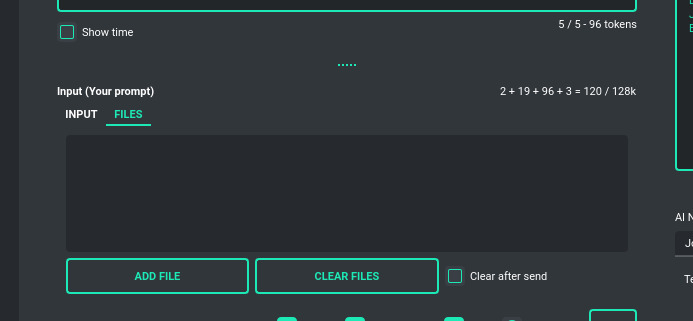 Show time
5 / 5 - 96 tokens
Input (Your prompt)
2 + 19 + 96 + 3 = 120 / 128k
INPUT FILES
ADD FILE
CLEAR FILES
Clear after send
AI N
Jo
Te